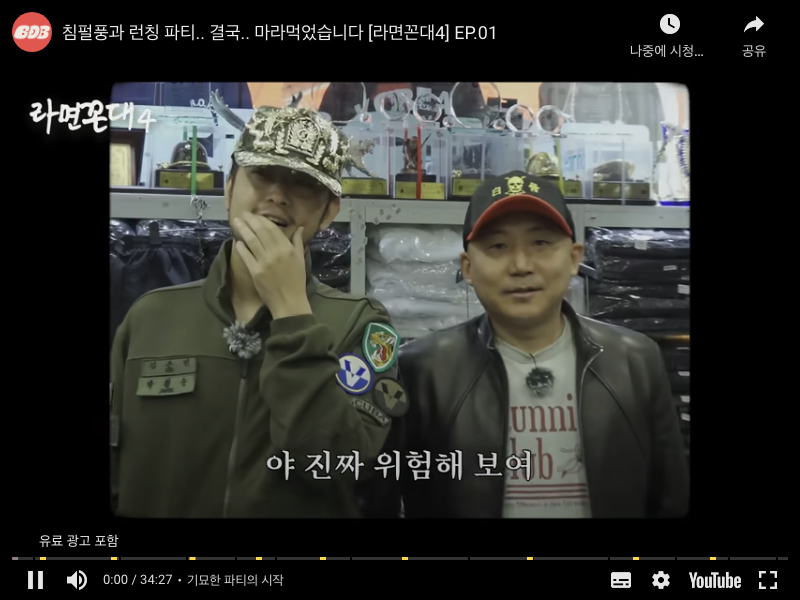 BDB
침펄풍과 런칭 파티.. 결국.. 마라먹었습니다 [라면꼰대4] EP.01
나중에 시청...
공유
라면꼰대4
V
V
야 진짜 위험해 보여
유료 광고 포함
0:00 / 34:27 • 기묘한 파티의 시작
YouTube